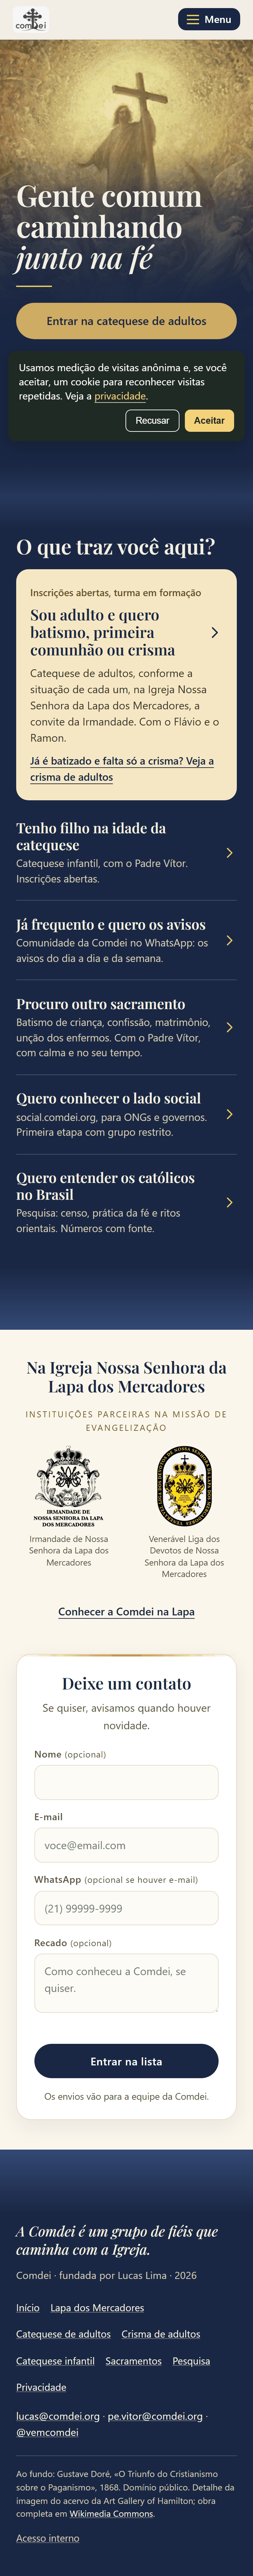 comdei
Menu
Gente comum
caminhando
junto na fé
Entrar na catequese de adultos
Usamos medição de visitas anônima e, se você
aceitar, um cookie para reconhecer visitas
repetidas. Veja a privacidade.
Recusar
Aceitar
O que traz você aqui?
Inscrições abertas, turma em formação
Sou adulto e quero
batismo, primeira
comunhão ou crisma
Catequese de adultos, conforme a
situação de cada um, na Igreja Nossa
Senhora da Lapa dos Mercadores, a
convite da Irmandade. Com o Flávio e o
Ramon.
Já é batizado e falta só a crisma? Veja a
crisma de adultos
Tenho filho na idade da
catequese
Catequese infantil, com o Padre Vítor.
Inscrições abertas.
Já frequento e quero os avisos
Comunidade da Comdei no WhatsApp: os
avisos do dia a dia e da semana.
Procuro outro sacramento
Batismo de criança, confissão, matrimônio,
unção dos enfermos. Com o Padre Vítor,
com calma e no seu tempo.
Quero conhecer o lado social
social.comdei.org, para ONGs e governos.
Primeira etapa com grupo restrito.
Quero entender os católicos
no Brasil
Pesquisa: censo, prática da fé e ritos
orientais. Números com fonte.
Na Igreja Nossa Senhora da
Lapa dos Mercadores
INSTITUIÇÕES PARCEIRAS NA MISSÃO DE
EVANGELIZAÇÃO
IRMANDADE DE NOSSA
SENHORA DA LAPA
DOS MERCADORES
Irmandade de Nossa
Senhora da Lapa dos
Mercadores
Venerável Liga dos
Devotos de Nossa
Senhora da Lapa dos
Mercadores
Conhecer a Comdei na Lapa
Deixe um contato
Se quiser, avisamos quando houver
novidade.
Nome (opcional)
E-mail
voce@email.com
WhatsApp (opcional se houver e-mail)
(21) 99999-9999
Recado (opcional)
Como conheceu a Comdei, se
quiser.
Entrar na lista
Os envios vão para a equipe da Comdei.
A Comdei é um grupo de fiéis que
caminha com a Igreja.
Comdei · fundada por Lucas Lima · 2026
Início Lapa dos Mercadores
Catequese de adultos Crisma de adultos
Catequese infantil Sacramentos Pesquisa
Privacidade
lucas@comdei.org · pe.vitor@comdei.org ·
@vemcomdei
Ao fundo: Gustave Doré, «O Triunfo do Cristianismo
sobre o Paganismo», 1868. Domínio público. Detalhe da
imagem do acervo da Art Gallery of Hamilton; obra
completa em Wikimedia Commons.
Acesso interno